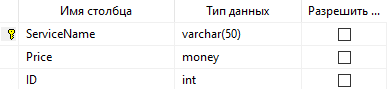 Имя столбца Тип данных Разрешить ...
ServiceName varchar(50)
Price money
ID int